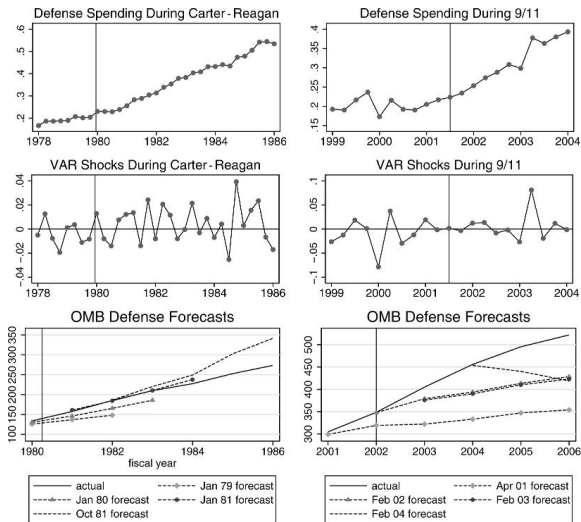 Defense Spending During Carter-Reagan
.6
.5
.4
.3
.2
1978 1980 1982 1984 1986
Defense Spending During 9/11
.4
.35
.3
.25
.2
.15
1999 2000 2001 2002 2003 2004
VAR Shocks During Carter-Reagan
.04
.02
0
-.02
-.04
1978 1980 1982 1984 1986
VAR Shocks During 9/11
.1
.05
0
-.05
-.1
1999 2000 2001 2002 2003 2004
OMB Defense Forecasts
350
300
250
200
150
100
1980 1982 1984 1986
fiscal year
actual
Jan 79 forecast
Jan 80 forecast
Jan 81 forecast
Oct 81 forecast
OMB Defense Forecasts
500
450
400
350
300
2001 2002 2003 2004 2005 2006
actual
Apr 01 forecast
Feb 02 forecast
Feb 03 forecast
Feb 04 forecast